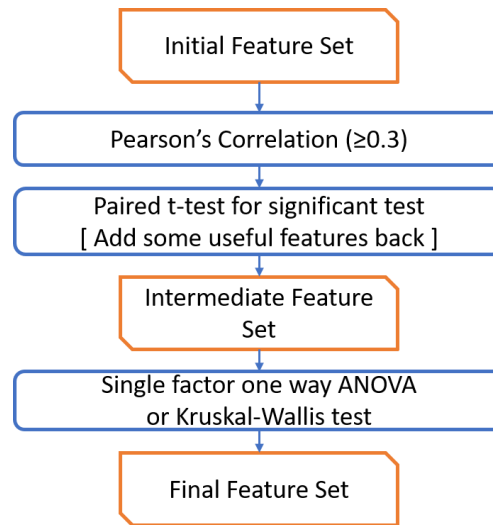 Initial Feature Set
Pearson's Correlation (≥0.3)
Paired t-test for significant test
[ Add some useful features back ]
Intermediate Feature
Set
Single factor one way ANOVA
or Kruskal-Wallis test
Final Feature Set